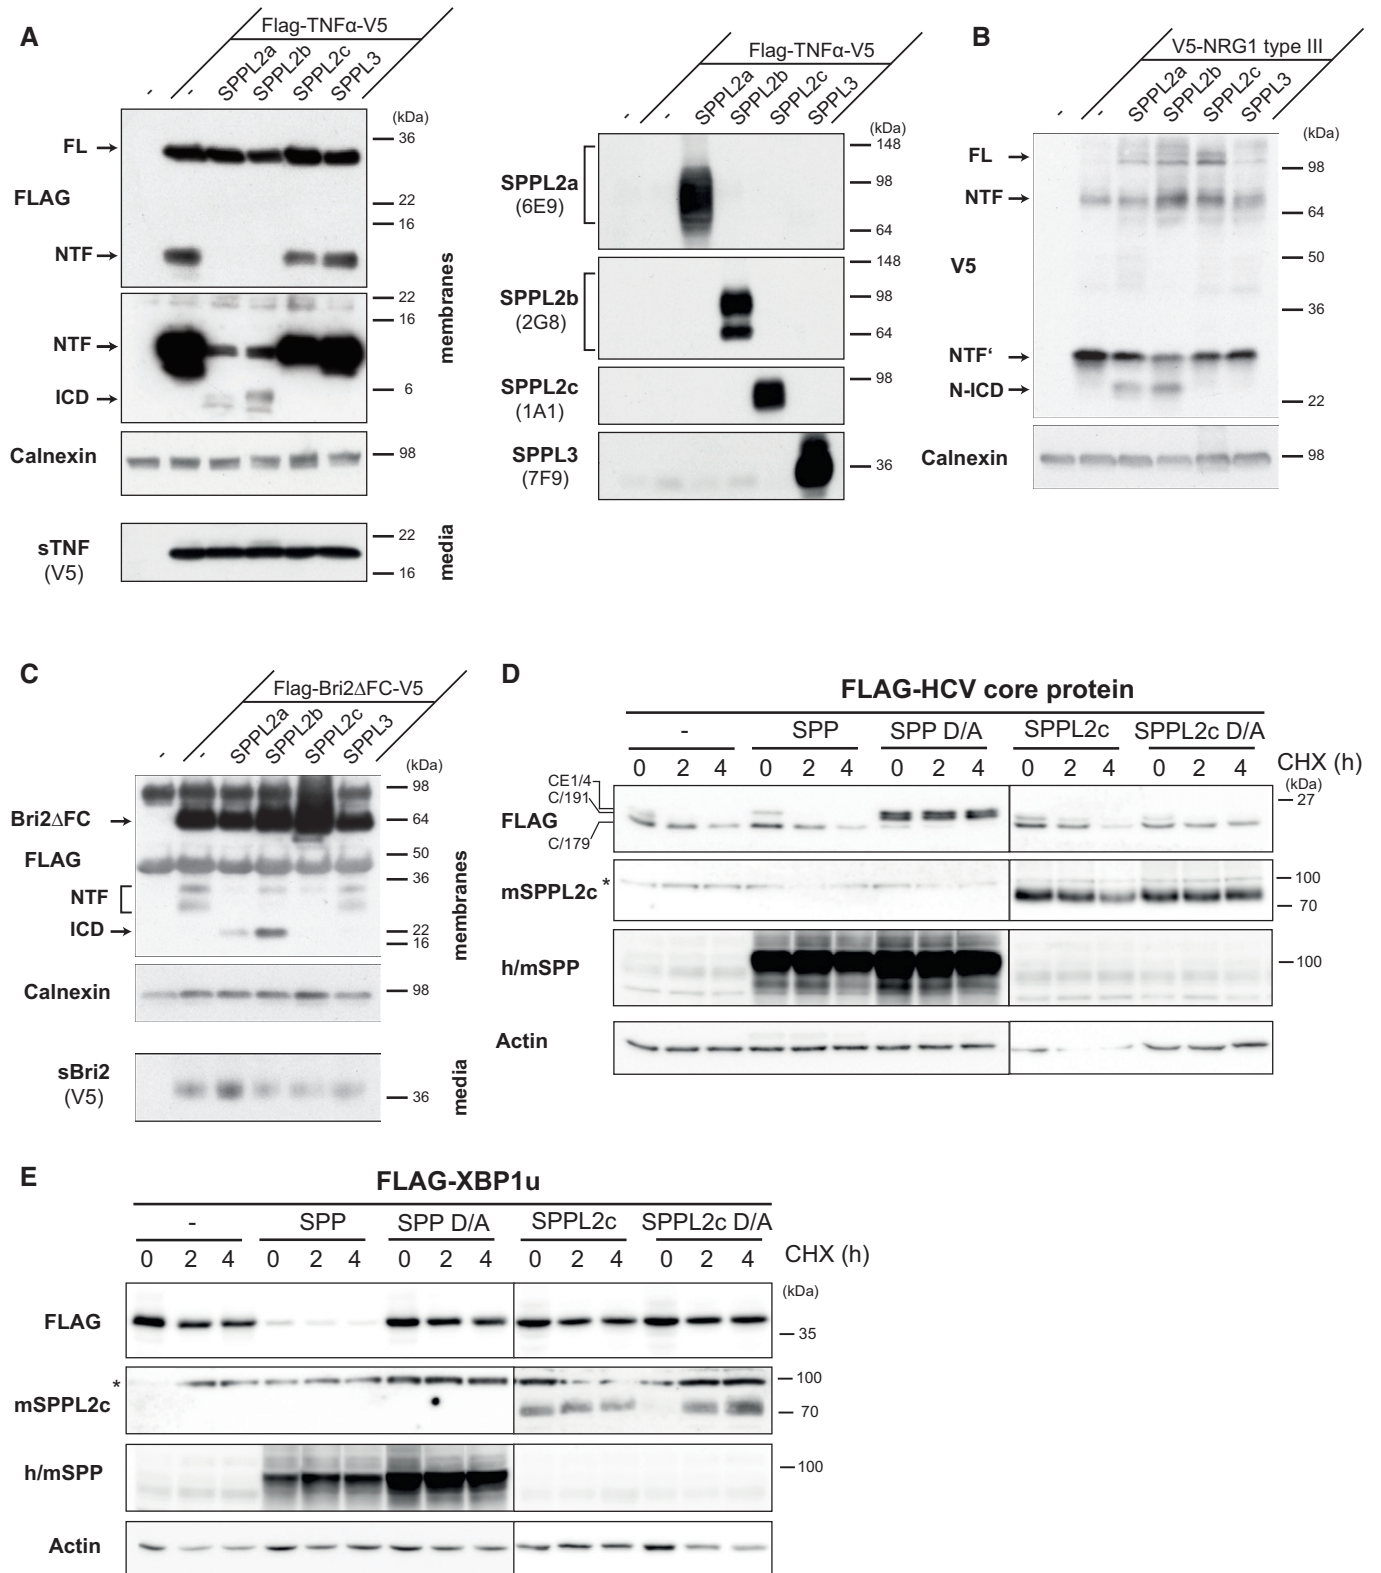 A
Flag-TNFα-V5
- - SPPL2a SPPL2b SPPL2c SPPL3
(kDa)
FL
36
FLAG
22
16
NTF
22
16
NTF
ICD
6
membranes
Calnexin
98
sTNF
(V5)
22
16
media
Flag-TNFα-V5
- - SPPL2a SPPL2b SPPL2c SPPL3
(kDa)
SPPL2a
(6E9)
148
98
64
SPPL2b
(2G8)
148
98
64
SPPL2c
(1A1)
98
SPPL3
(7F9)
36
B
V5-NRG1 type III
- - SPPL2a SPPL2b SPPL2c SPPL3
(kDa)
FL
98
NTF
64
V5
50
36
NTF‘
N-ICD
22
Calnexin
98
C
Flag-Bri2ΔFC-V5
- - SPPL2a SPPL2b SPPL2c SPPL3
(kDa)
98
Bri2ΔFC
64
FLAG
50
36
NTF
ICD
22
16
membranes
Calnexin
98
sBri2
(V5)
36
media
D
FLAG-HCV core protein
- SPP SPP D/A SPPL2c SPPL2c D/A
0 2 4 0 2 4 0 2 4 0 2 4 0 2 4 CHX (h)
(kDa)
CE1/4
C/191
FLAG
C/179
27
*
mSPPL2c
100
70
h/mSPP
100
Actin
E
FLAG-XBP1u
- SPP SPP D/A SPPL2c SPPL2c D/A
0 2 4 0 2 4 0 2 4 0 2 4 0 2 4 CHX (h)
(kDa)
FLAG
35
*
mSPPL2c
100
70
h/mSPP
100
Actin